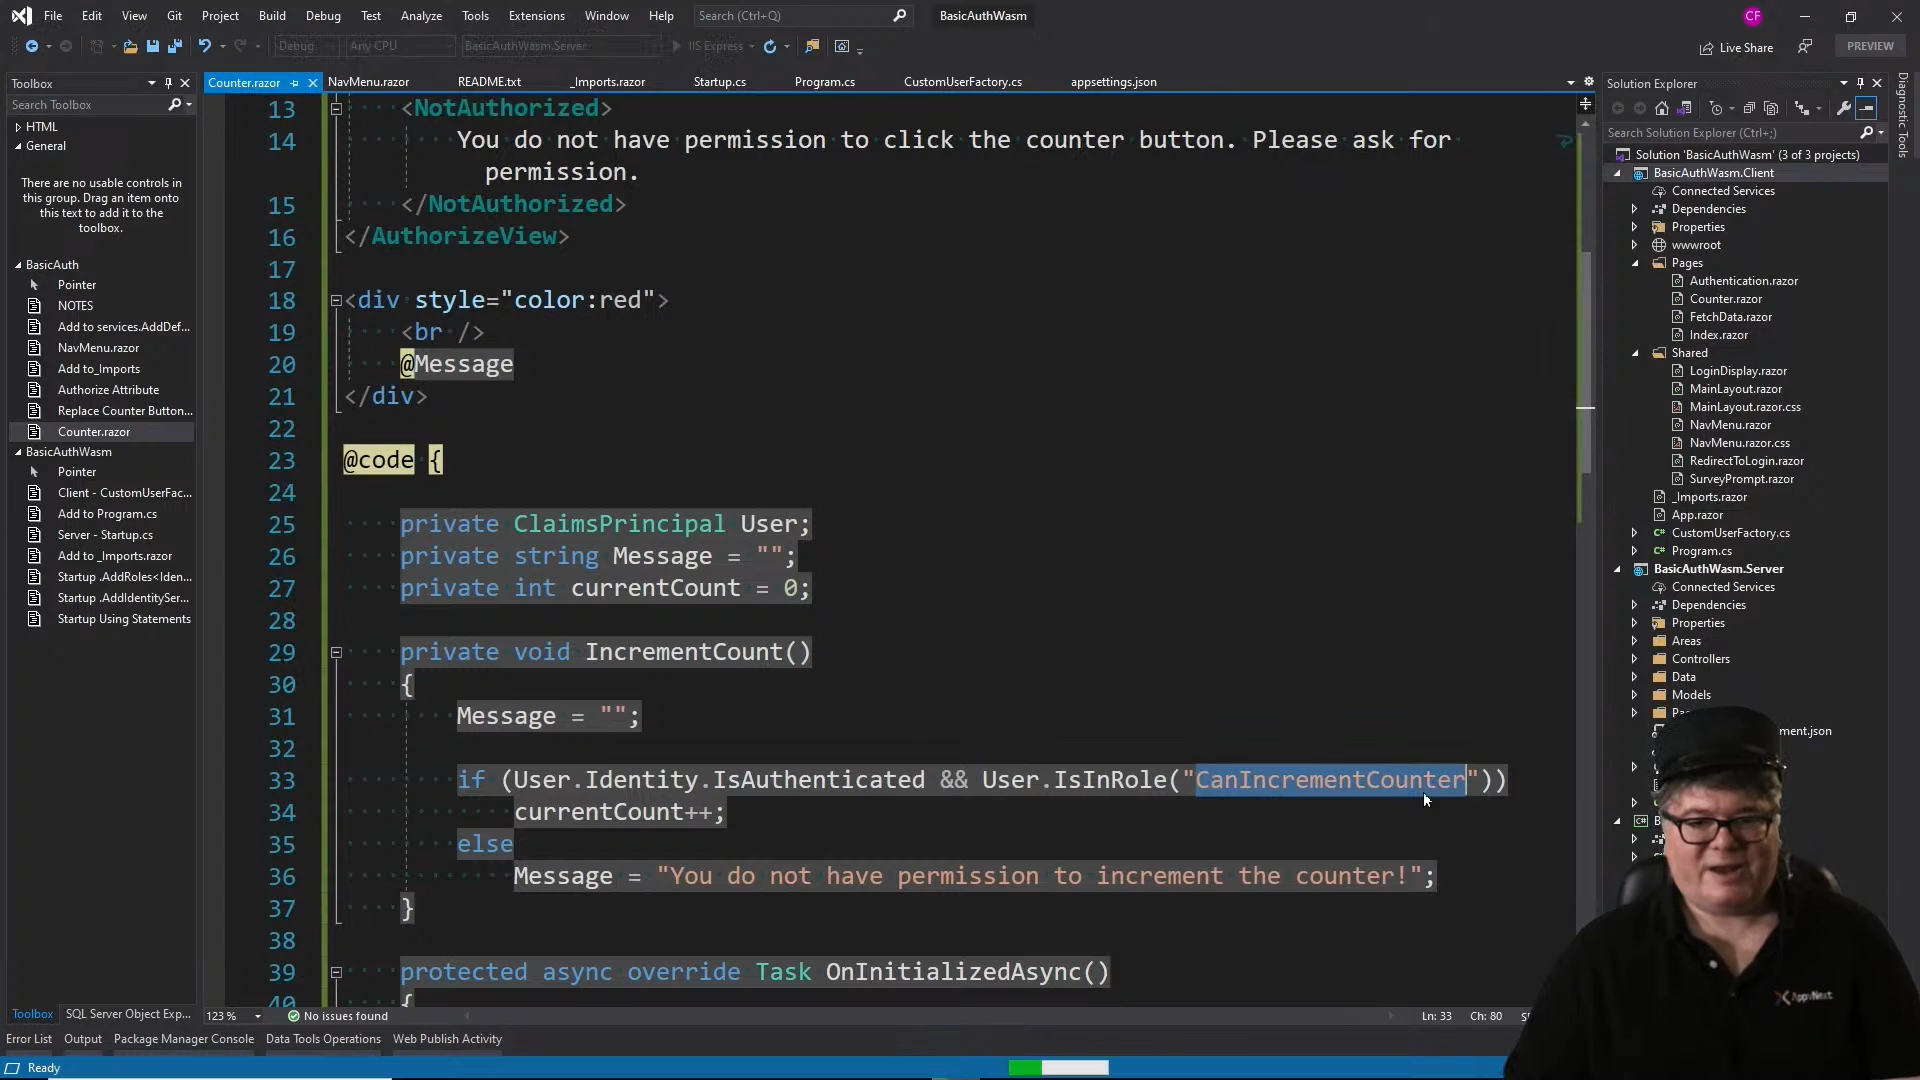 File Edit View Git Project Build Debug Test Analyze Tools Extensions Window Help Search (Ctrl+Q) BasicAuthWasm CF
Debug Any CPU BasicAuthWasm.Server IIS Express Live Share PREVIEW
Toolbox
Search Toolbox
HTML
General
There are no usable controls in
this group. Drag an item onto
this text to add it to the
toolbox.
BasicAuth
Pointer
NOTES
Add to services.AddDef...
NavMenu.razor
Add to_Imports
Authorize Attribute
Replace Counter Button...
Counter.razor
BasicAuthWasm
Pointer
Client - CustomUserFac...
Add to Program.cs
Server - Startup.cs
Add to _Imports.razor
Startup .AddRoles<Iden...
Startup .AddIdentitySer...
Startup Using Statements
Toolbox SQL Server Object Exp...
Counter.razor NavMenu.razor README.txt _Imports.razor Startup.cs Program.cs CustomUserFactory.cs appsettings.json
13 <NotAuthorized>
14 You do not have permission to click the counter button. Please ask for
permission.
15 </NotAuthorized>
16 </AuthorizeView>
17
18 <div style="color:red">
19 <br />
20 @Message
21 </div>
22
23 @code {
24
25 private ClaimsPrincipal User;
26 private string Message = "";
27 private int currentCount = 0;
28
29 private void IncrementCount()
30 {
31 Message = "";
32
33 if (User.Identity.IsAuthenticated && User.IsInRole("CanIncrementCounter"))
34 currentCount++;
35 else
36 Message = "You do not have permission to increment the counter!";
37 }
38
39 protected async override Task OnInitializedAsync()
40 {
123 % No issues found Ln: 33 Ch: 80
Solution Explorer
Search Solution Explorer (Ctrl+;)
Solution 'BasicAuthWasm' (3 of 3 projects)
BasicAuthWasm.Client
Connected Services
Dependencies
Properties
wwwroot
Pages
Authentication.razor
Counter.razor
FetchData.razor
Index.razor
Shared
LoginDisplay.razor
MainLayout.razor
MainLayout.razor.css
NavMenu.razor
NavMenu.razor.css
RedirectToLogin.razor
SurveyPrompt.razor
_Imports.razor
App.razor
CustomUserFactory.cs
Program.cs
BasicAuthWasm.Server
Connected Services
Dependencies
Properties
Areas
Controllers
Data
Models
Diagnostic Tools
AppvNext
Error List Output Package Manager Console Data Tools Operations Web Publish Activity
Ready